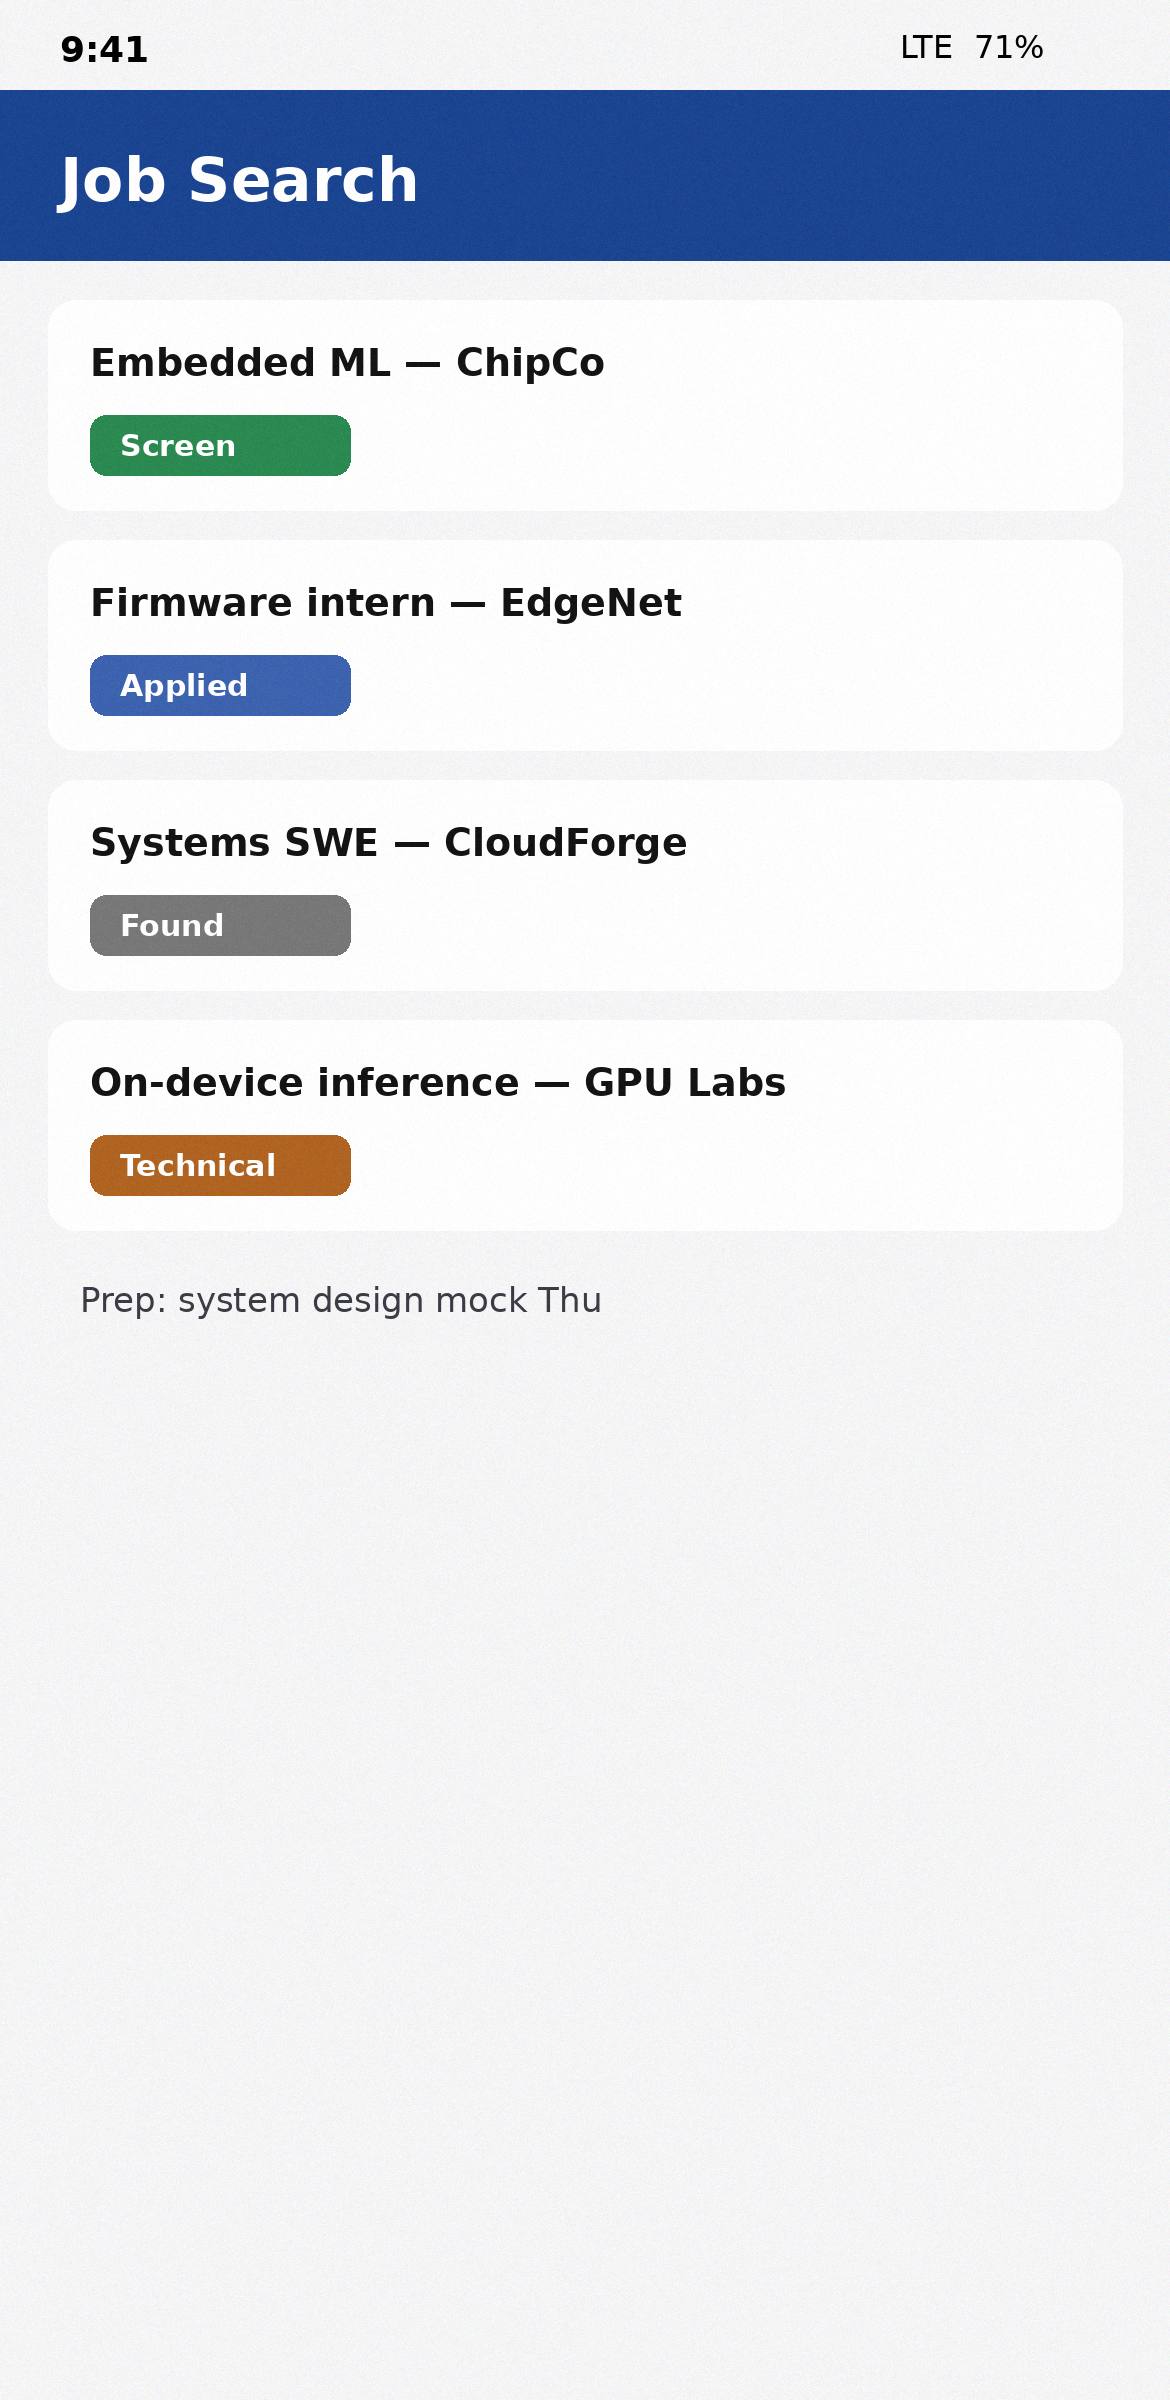 9:41 LTE 71%
Job Search
Embedded ML — ChipCo
Screen
Firmware intern — EdgeNet
Applied
Systems SWE — CloudForge
Found
On-device inference — GPU Labs
Technical
Prep: system design mock Thu